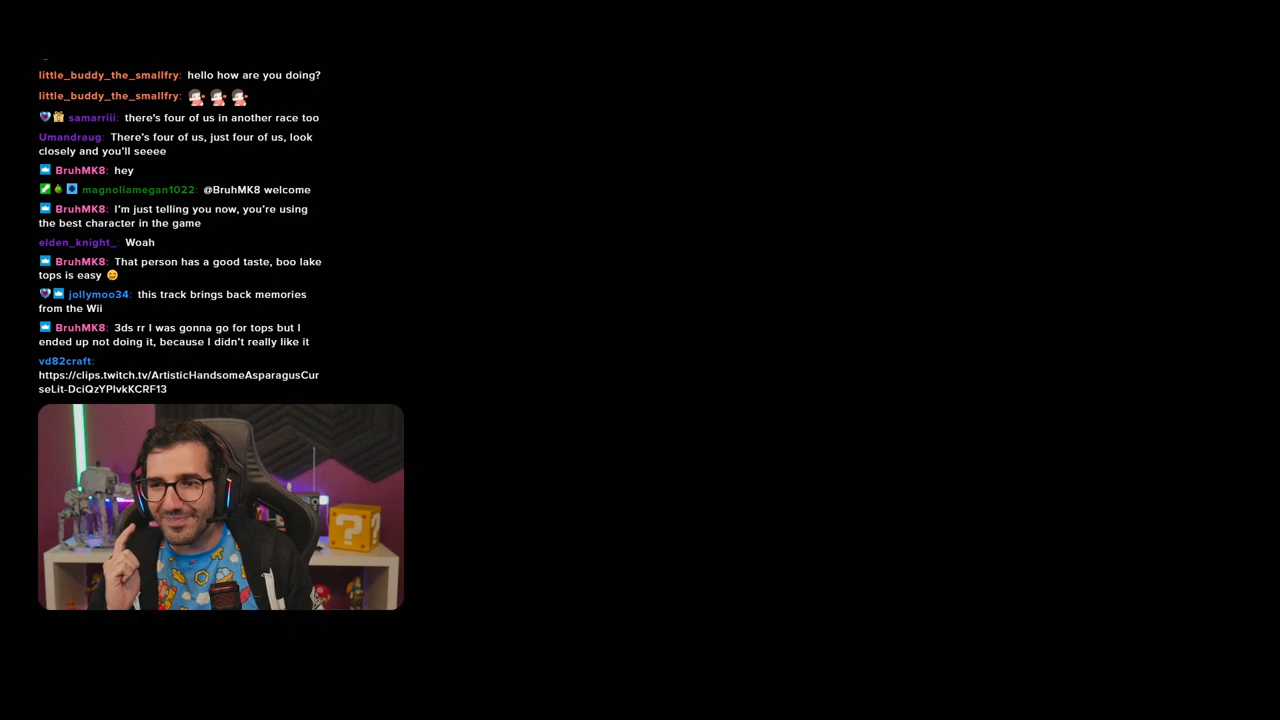 little_buddy_the_smallfry: hello how are you doing?
little_buddy_the_smallfry:
samarriii: there's four of us in another race too
Umandraug: There's four of us, just four of us, look
closely and you'll seeee
BruhMK8: hey
magnoliamegan1022: @BruhMK8 welcome
BruhMK8: I'm just telling you now, you're using
the best character in the game
elden_knight_: Woah
BruhMK8: That person has a good taste, boo lake
tops is easy 😄
jollymoo34: this track brings back memories
from the Wii
BruhMK8: 3ds rr I was gonna go for tops but I
ended up not doing it, because I didn't really like it
vd82craft:
https://clips.twitch.tv/ArtisticHandsomeAsparagusCur
seLit-DciQzYPlvkKCRF13
?